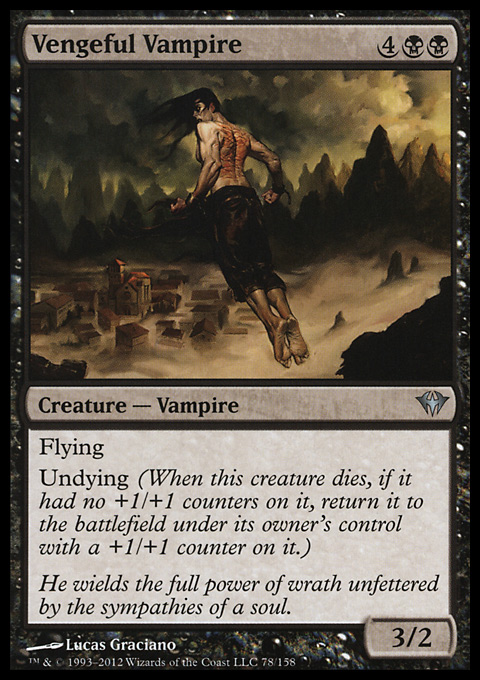 Vengeful Vampire 4
Creature — Vampire
Flying
Undying (When this creature dies, if it
had no +1/+1 counters on it, return it to
the battlefield under its owner's control
with a +1/+1 counter on it.)
He wields the full power of wrath unfettered
by the sympathies of a soul.
3/2
Lucas Graciano
™ & © 1993–2012 Wizards of the Coast LLC 78/158